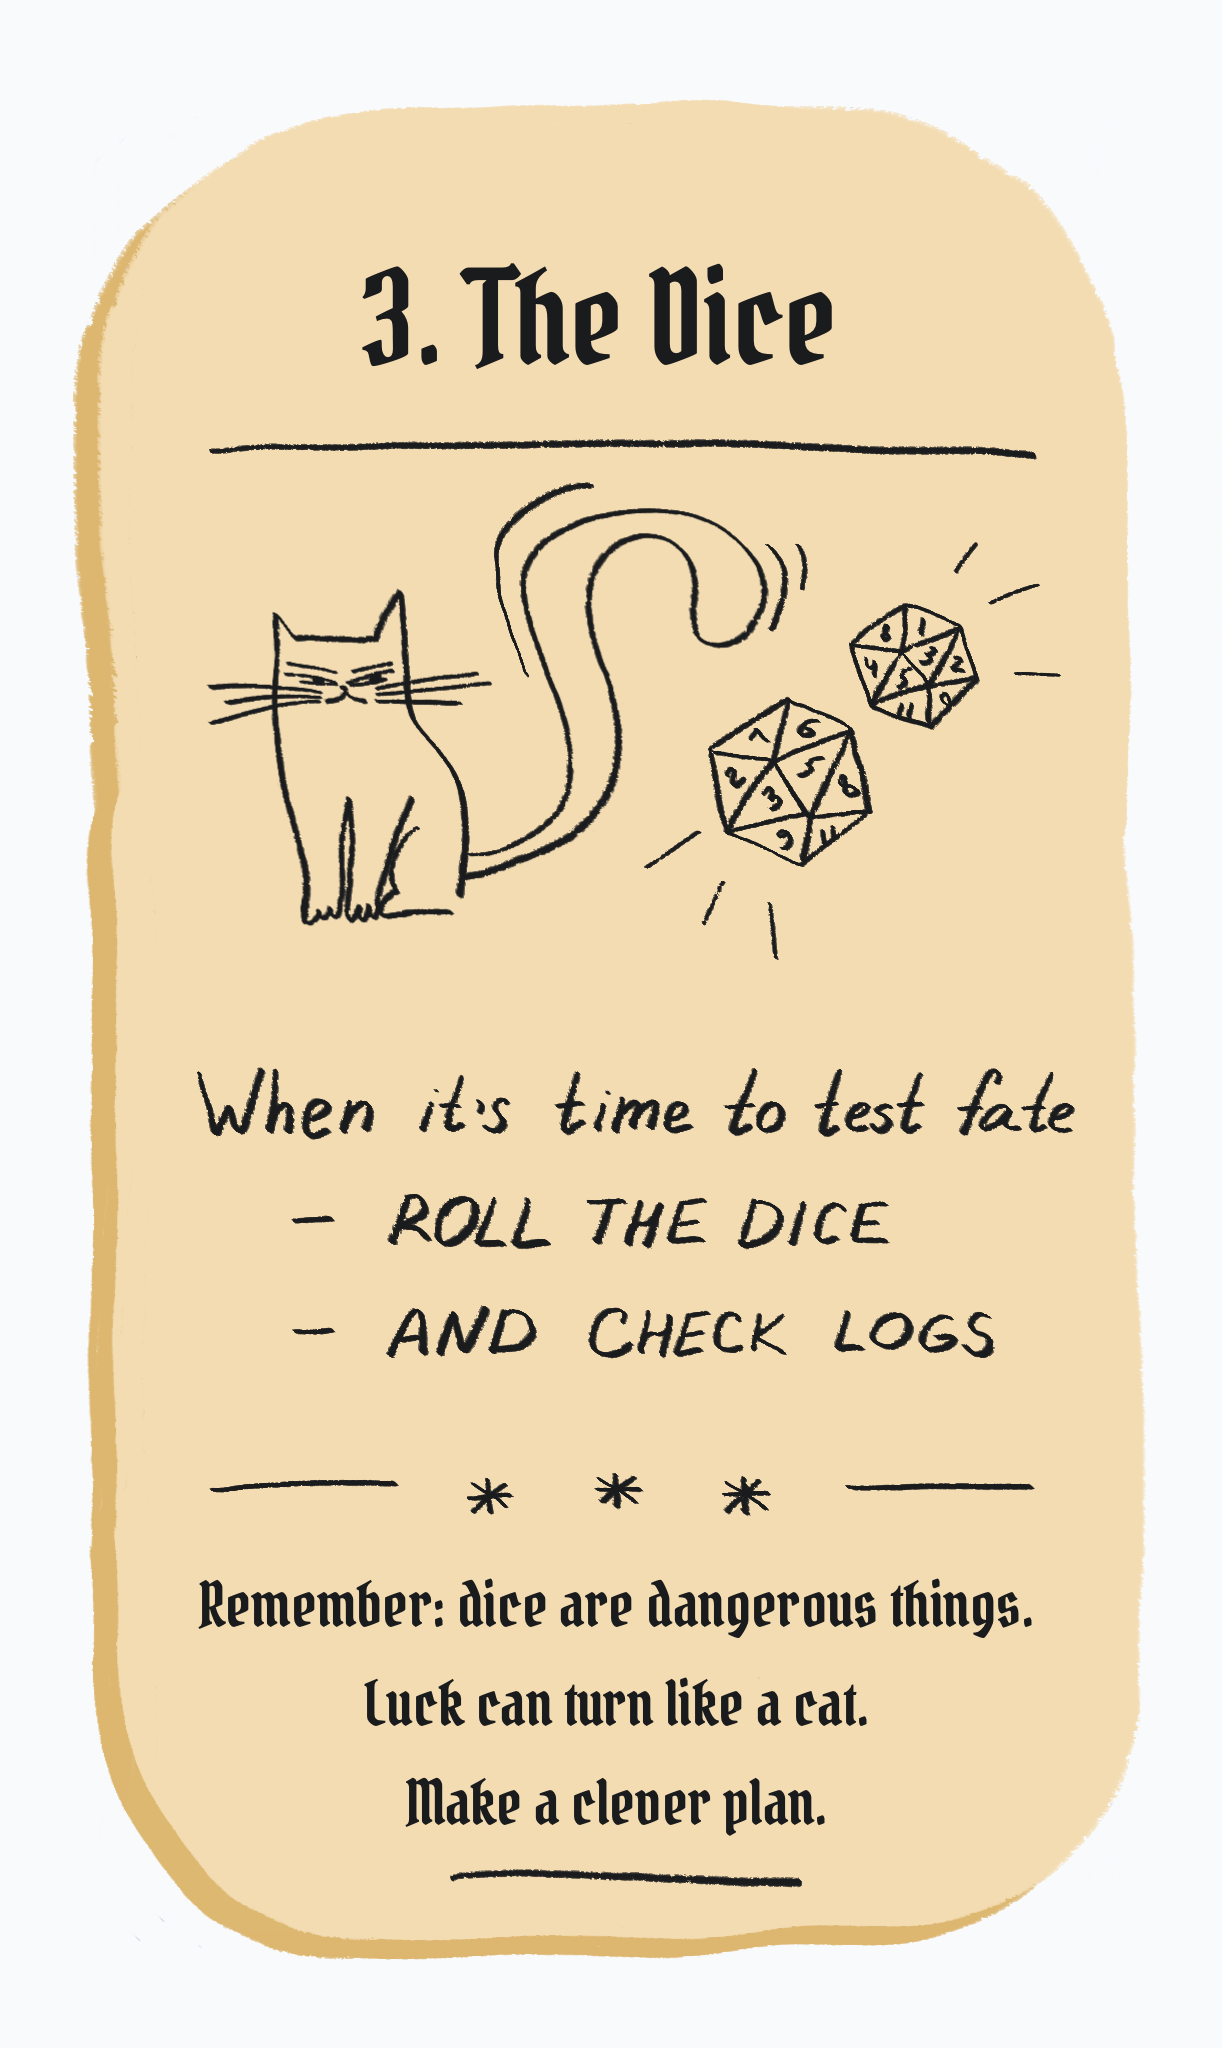 3. The Dice
8 1
4 5 3 2
11 9
7 6
2 3 5 8
9 11
When it's time to test fate
- ROLL THE DICE
- AND CHECK LOGS
* * *
Remember: dice are dangerous things.
Luck can turn like a cat.
Make a clever plan.